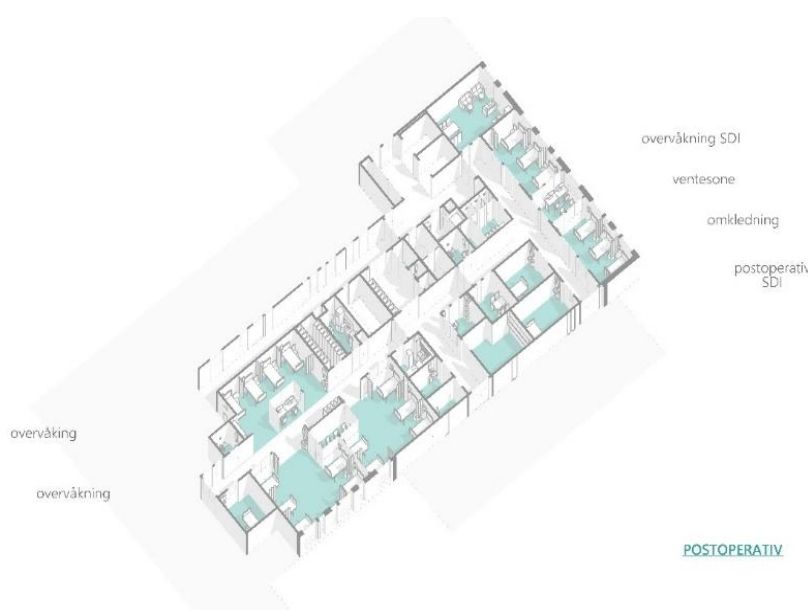 overvåkning SDI
ventesone
omkledning
postoperativ
SDI
overvåking
overvåkning
POSTOPERATIV